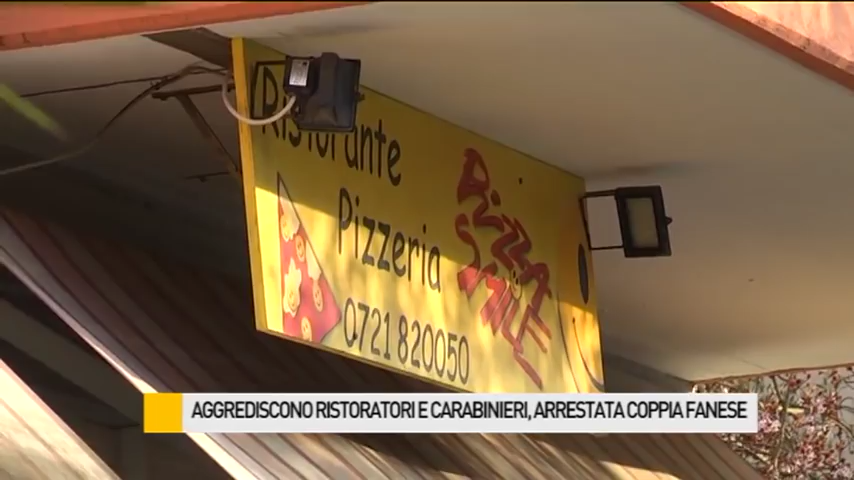 Ristorante
Pizzeria
PiZZA
SMILE
0721 820050
AGGREDISCONO RISTORATORI E CARABINIERI, ARRESTATA COPPIA FANESE